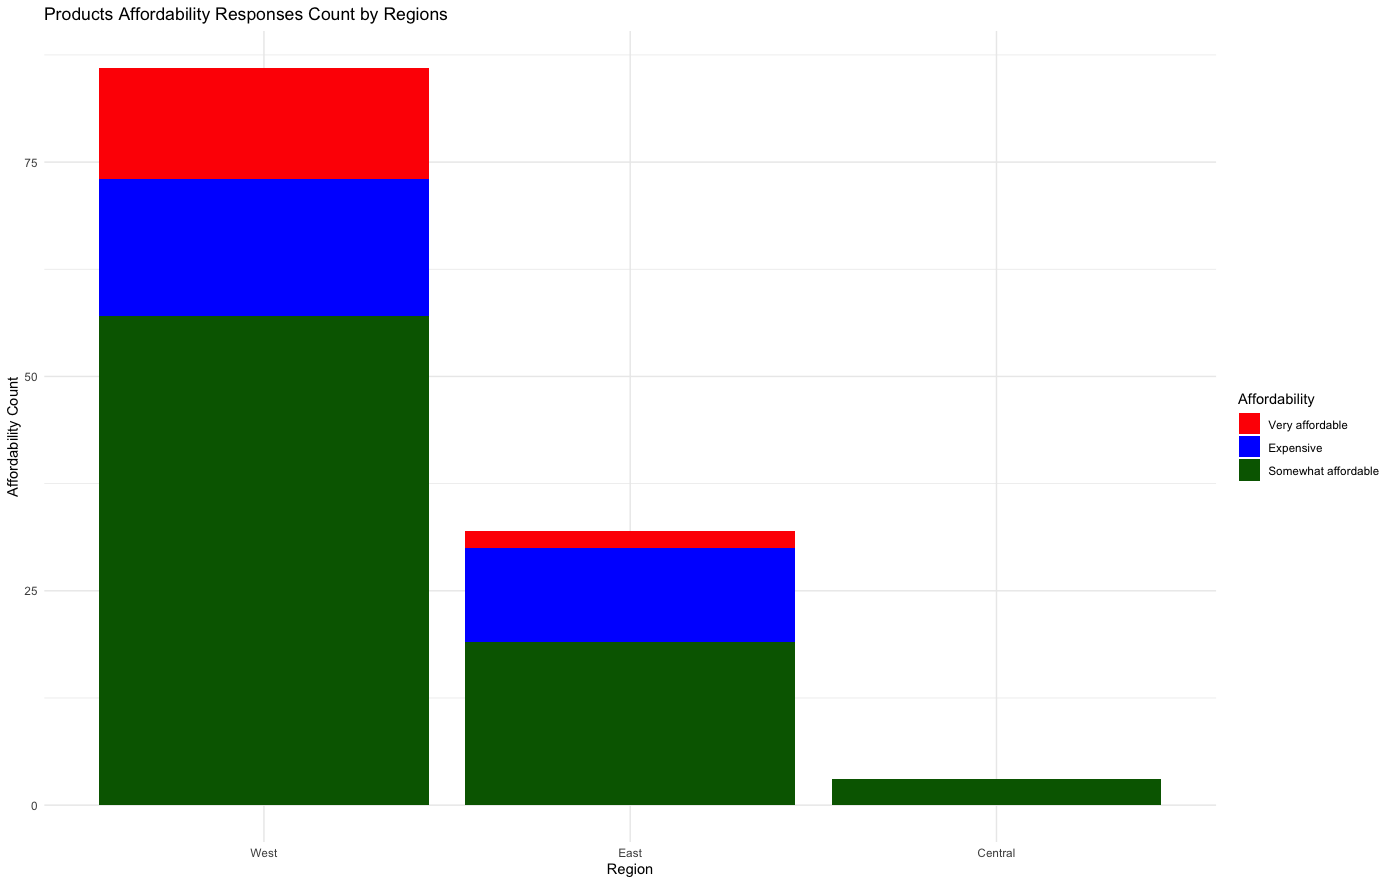 Products Affordability Responses Count by Regions
75
50
25
0
Affordability Count
West
East
Central
Region
Affordability
Very affordable
Expensive
Somewhat affordable